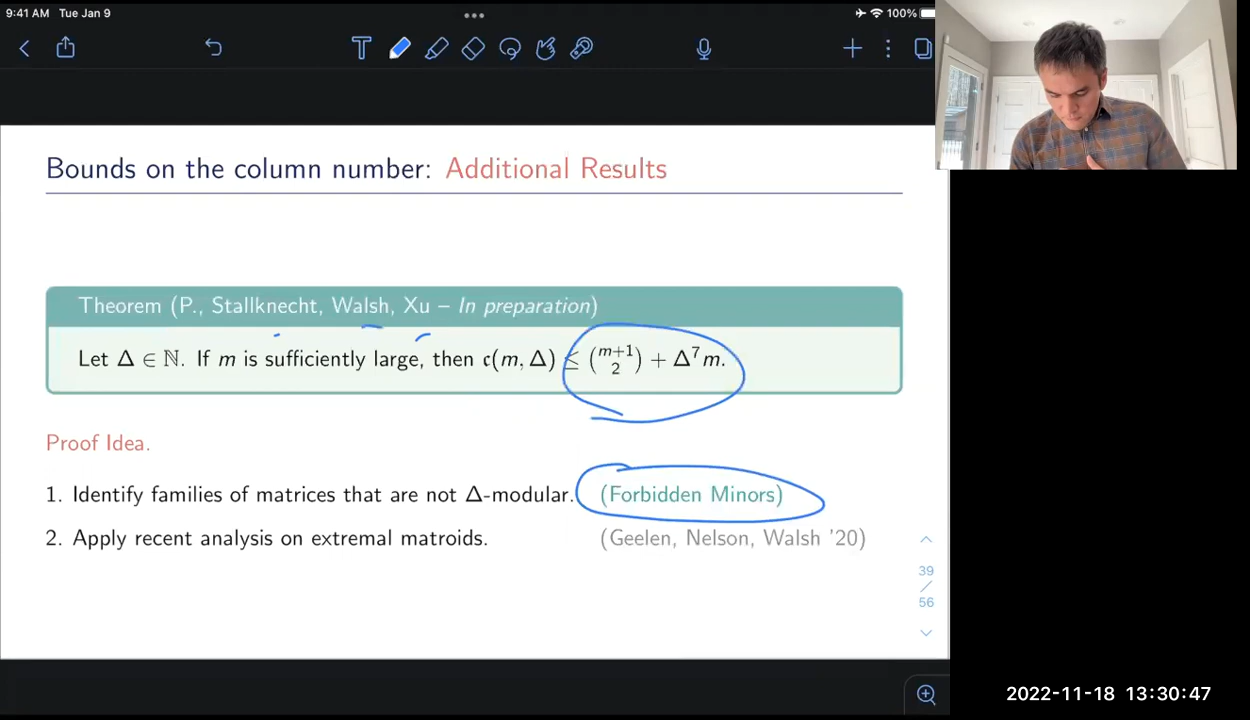 9:41 AM Tue Jan 9
100%
Bounds on the column number: Additional Results
Theorem (P., Stallknecht, Walsh, Xu – In preparation)
Let Δ ∈ ℕ. If m is sufficiently large, then 𝔠(m, Δ) ≤ (m+1 2) + Δ⁷m.
Proof Idea.
1. Identify families of matrices that are not Δ-modular. (Forbidden Minors)
2. Apply recent analysis on extremal matroids. (Geelen, Nelson, Walsh '20)
39
/
56
2022-11-18 13:30:47